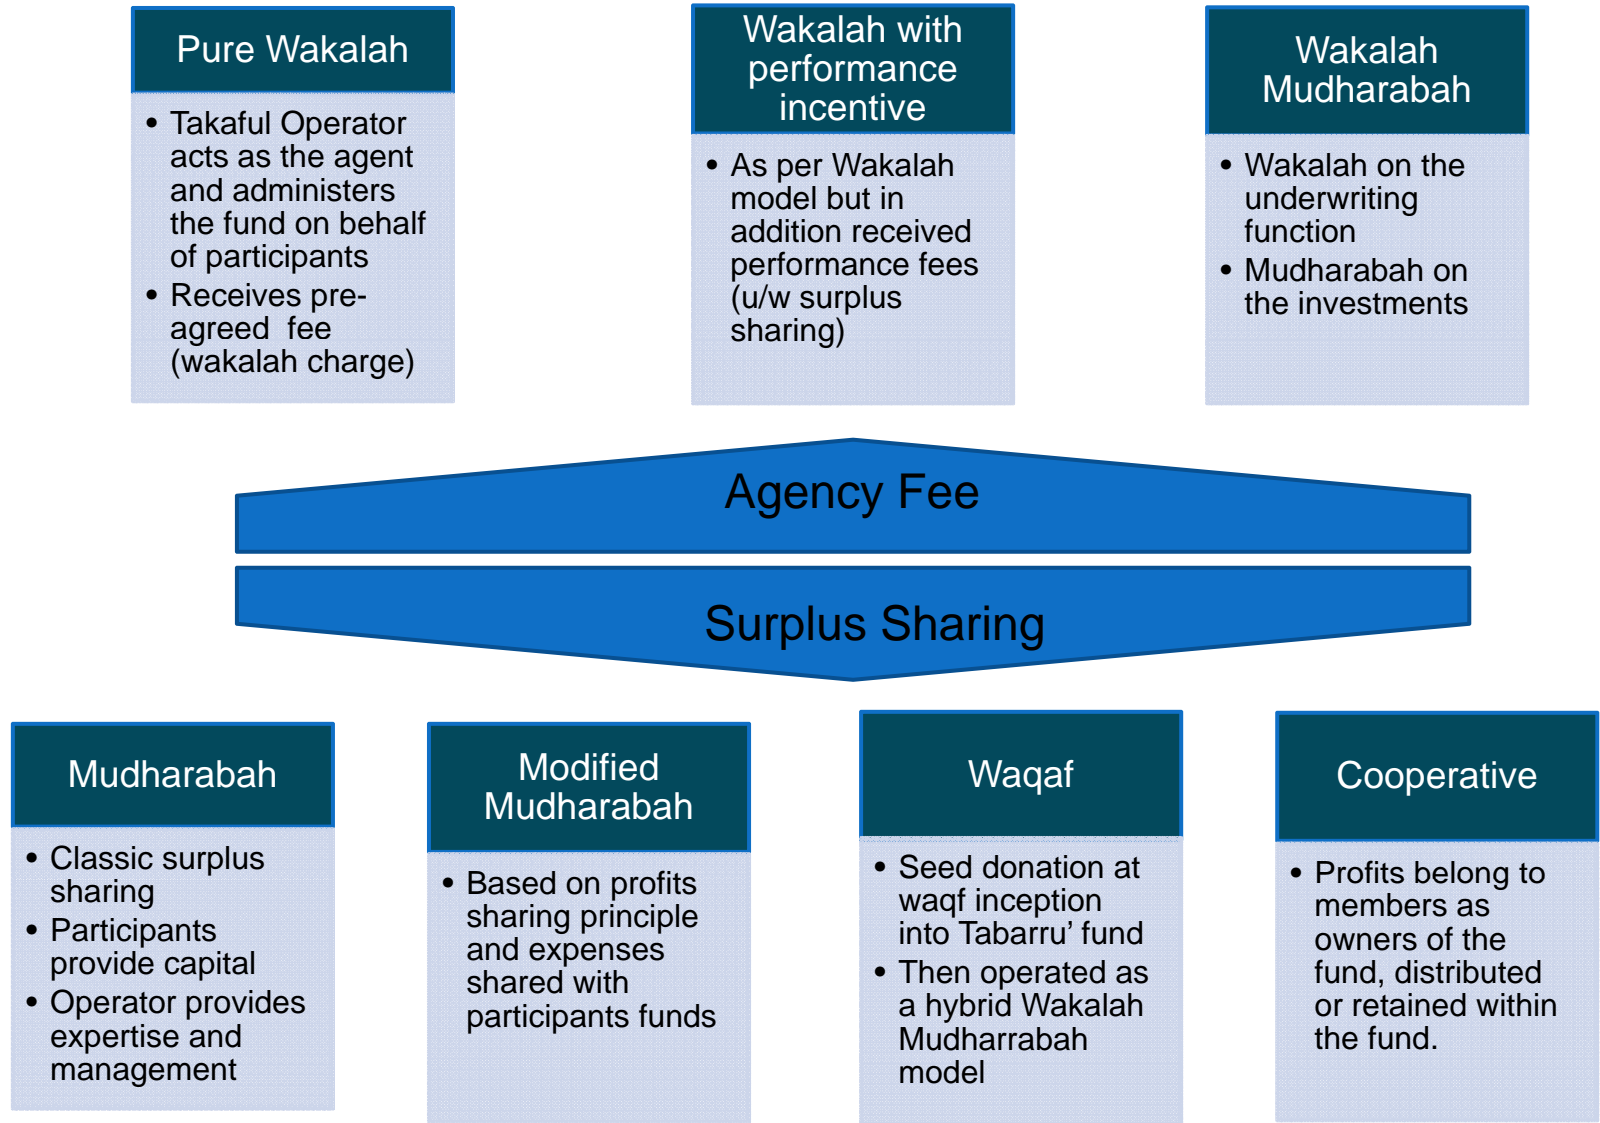 Pure Wakalah
• Takaful Operator
acts as the agent
and administers
the fund on behalf
of participants
• Receives pre-
agreed  fee
(wakalah charge)
Wakalah with
performance
incentive
• As per Wakalah
model but in
addition received
performance fees
(u/w surplus
sharing)
Wakalah
Mudharabah
• Wakalah on the
underwriting
function
• Mudharabah on
the investments
Agency Fee
Surplus Sharing
Mudharabah
• Classic surplus
sharing
• Participants
provide capital
• Operator provides
expertise and
management
Modified
Mudharabah
• Based on profits
sharing principle
and expenses
shared with
participants funds
Waqaf
• Seed donation at
waqf inception
into Tabarru’ fund
• Then operated as
a hybrid Wakalah
Mudharrabah
model
Cooperative
• Profits belong to
members as
owners of the
fund, distributed
or retained within
the fund.